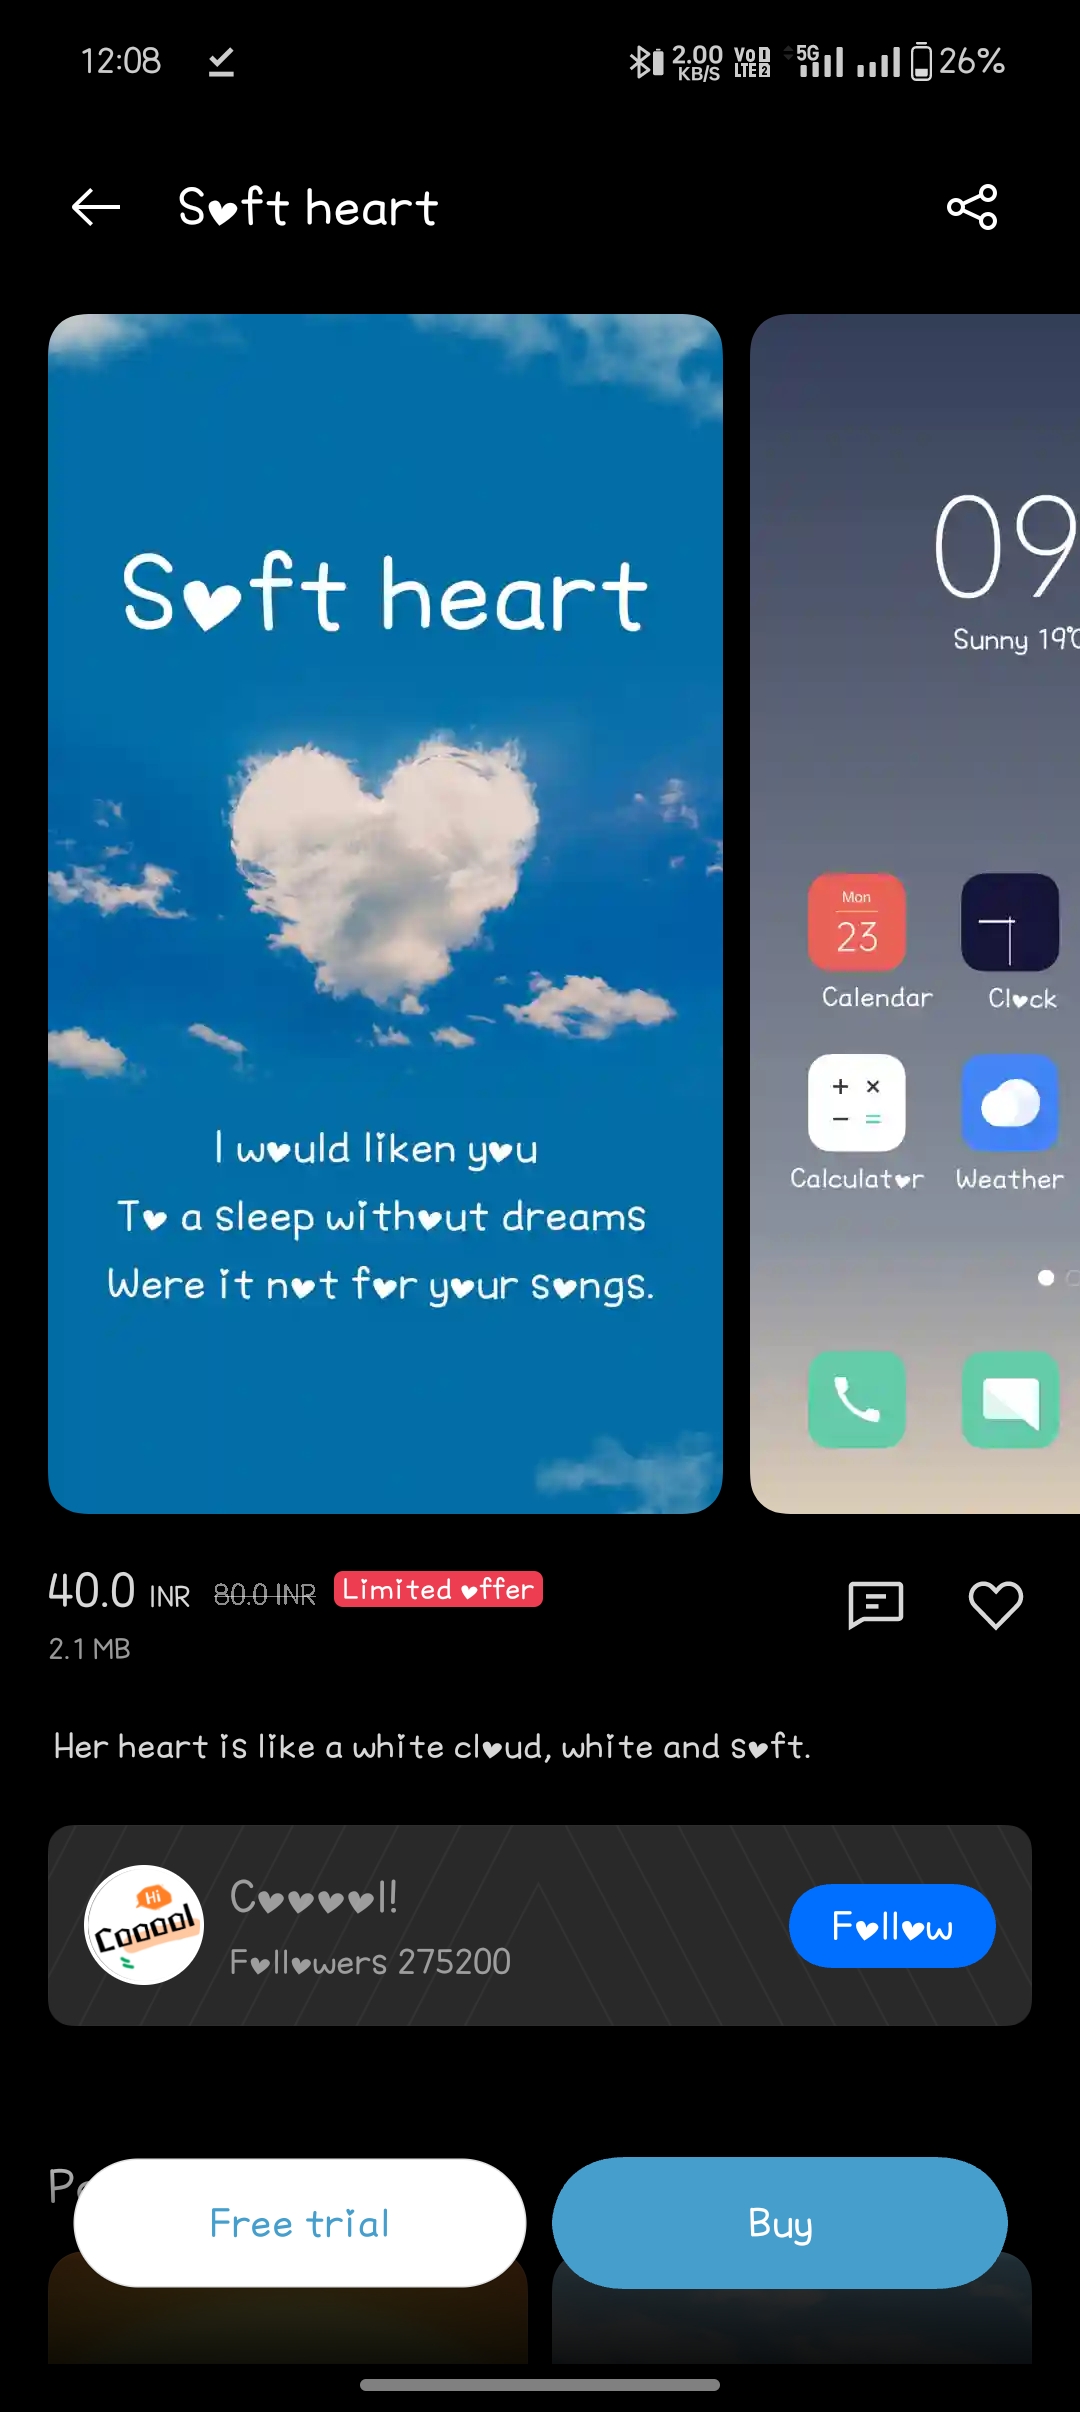 12:08
2.00 KB/S
VoLTE 1 2
5G
26%
S♥ft heart
S♥ft heart
I w♥uld liken y♥u
T♥ a sleep with♥ut dreams
Were it n♥t f♥r y♥ur s♥ngs.
09
Sunny 19℃
Mon
23
Calendar
Cl♥ck
Calculat♥r
Weather
40.0 INR 80.0 INR Limited ♥ffer
2.1 MB
Her heart is like a white cl♥ud, white and s♥ft.
Hi
Cooool
C♥♥♥♥l!
F♥ll♥wers 275200
F♥ll♥w
Free trial
Buy